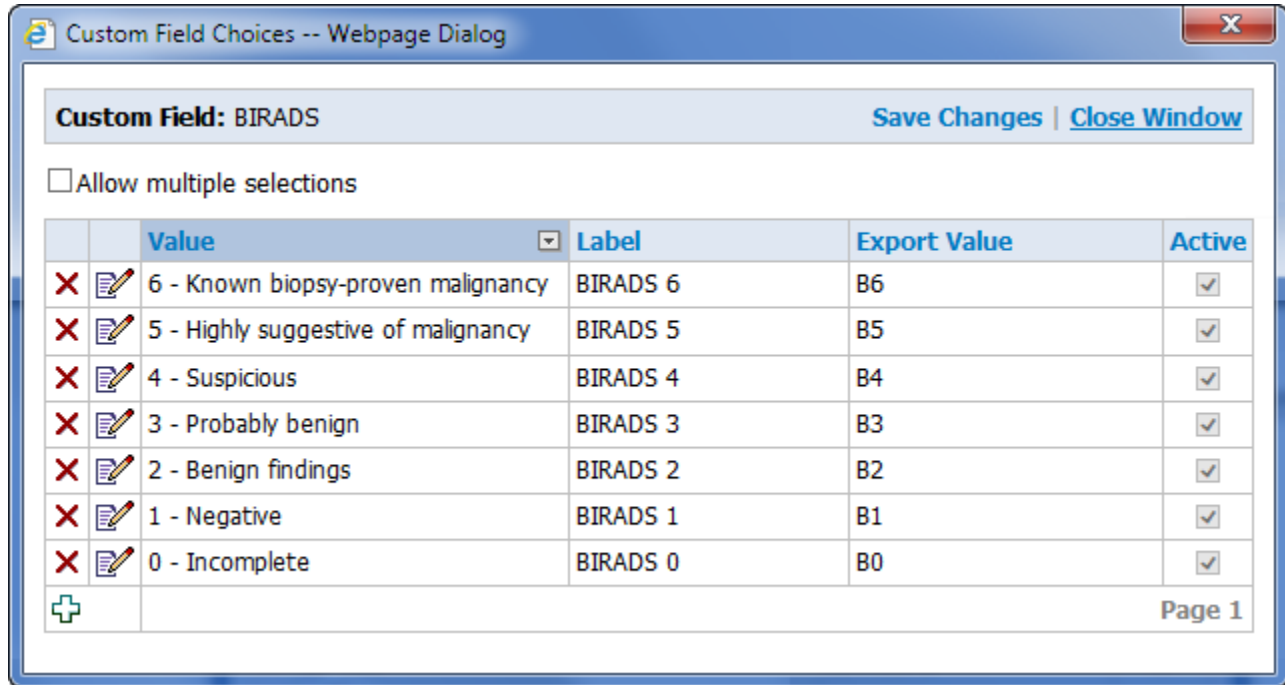 Custom Field Choices -- Webpage Dialog
Custom Field: BIRADS Save Changes | Close Window
Allow multiple selections
Value Label Export Value Active
6 - Known biopsy-proven malignancy BIRADS 6 B6
5 - Highly suggestive of malignancy BIRADS 5 B5
4 - Suspicious BIRADS 4 B4
3 - Probably benign BIRADS 3 B3
2 - Benign findings BIRADS 2 B2
1 - Negative BIRADS 1 B1
0 - Incomplete BIRADS 0 B0
Page 1